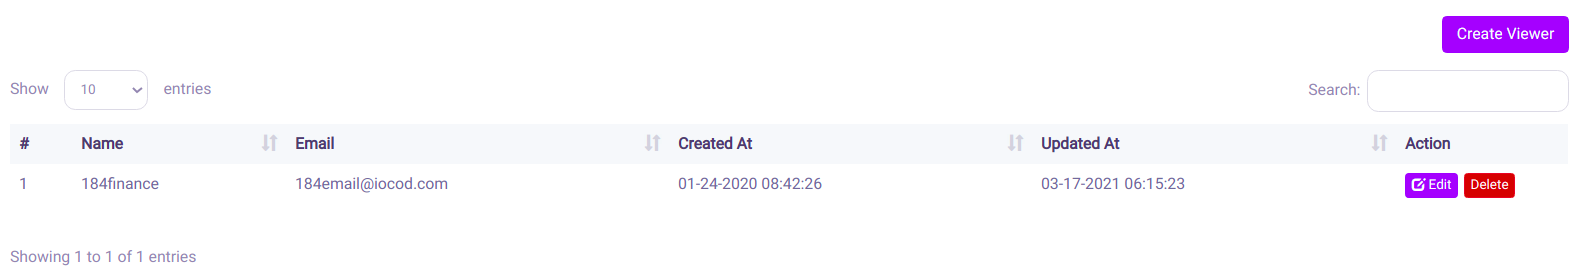 Create Viewer
Show 10 entries Search:
# Name Email Created At Updated At Action
1 184finance 184email@iocod.com 01-24-2020 08:42:26 03-17-2021 06:15:23 Edit Delete
Showing 1 to 1 of 1 entries